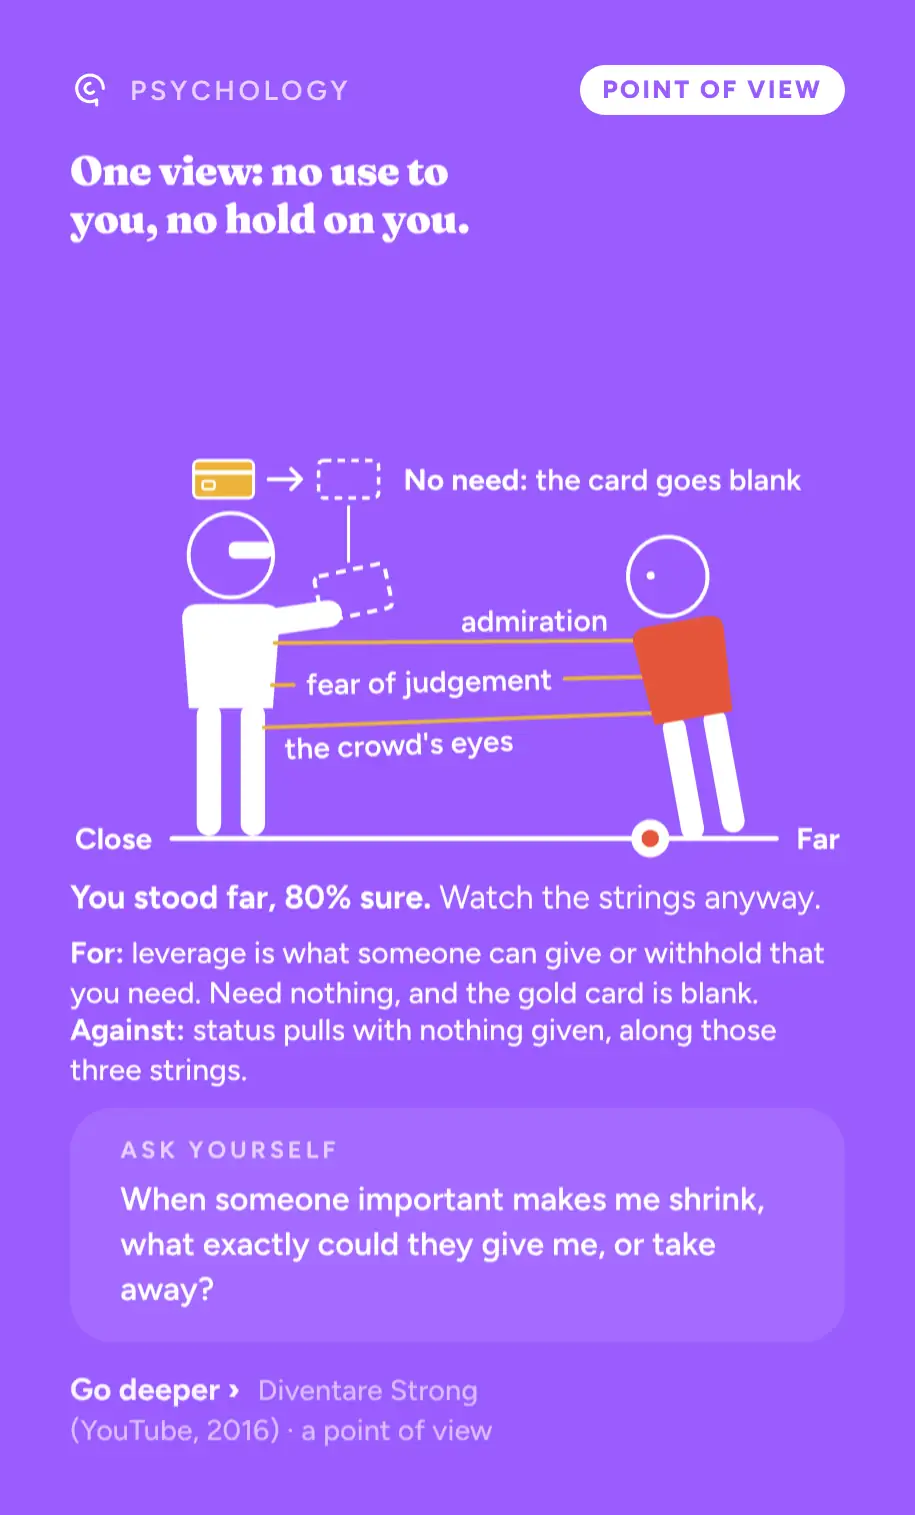 PSYCHOLOGY
POINT OF VIEW
One view: no use to
you, no hold on you.
No need: the card goes blank
admiration
fear of judgement
the crowd's eyes
Close
Far
You stood far, 80% sure. Watch the strings anyway.
For: leverage is what someone can give or withhold that
you need. Need nothing, and the gold card is blank.
Against: status pulls with nothing given, along those
three strings.
ASK YOURSELF
When someone important makes me shrink,
what exactly could they give me, or take
away?
Go deeper › Diventare Strong
(YouTube, 2016) · a point of view